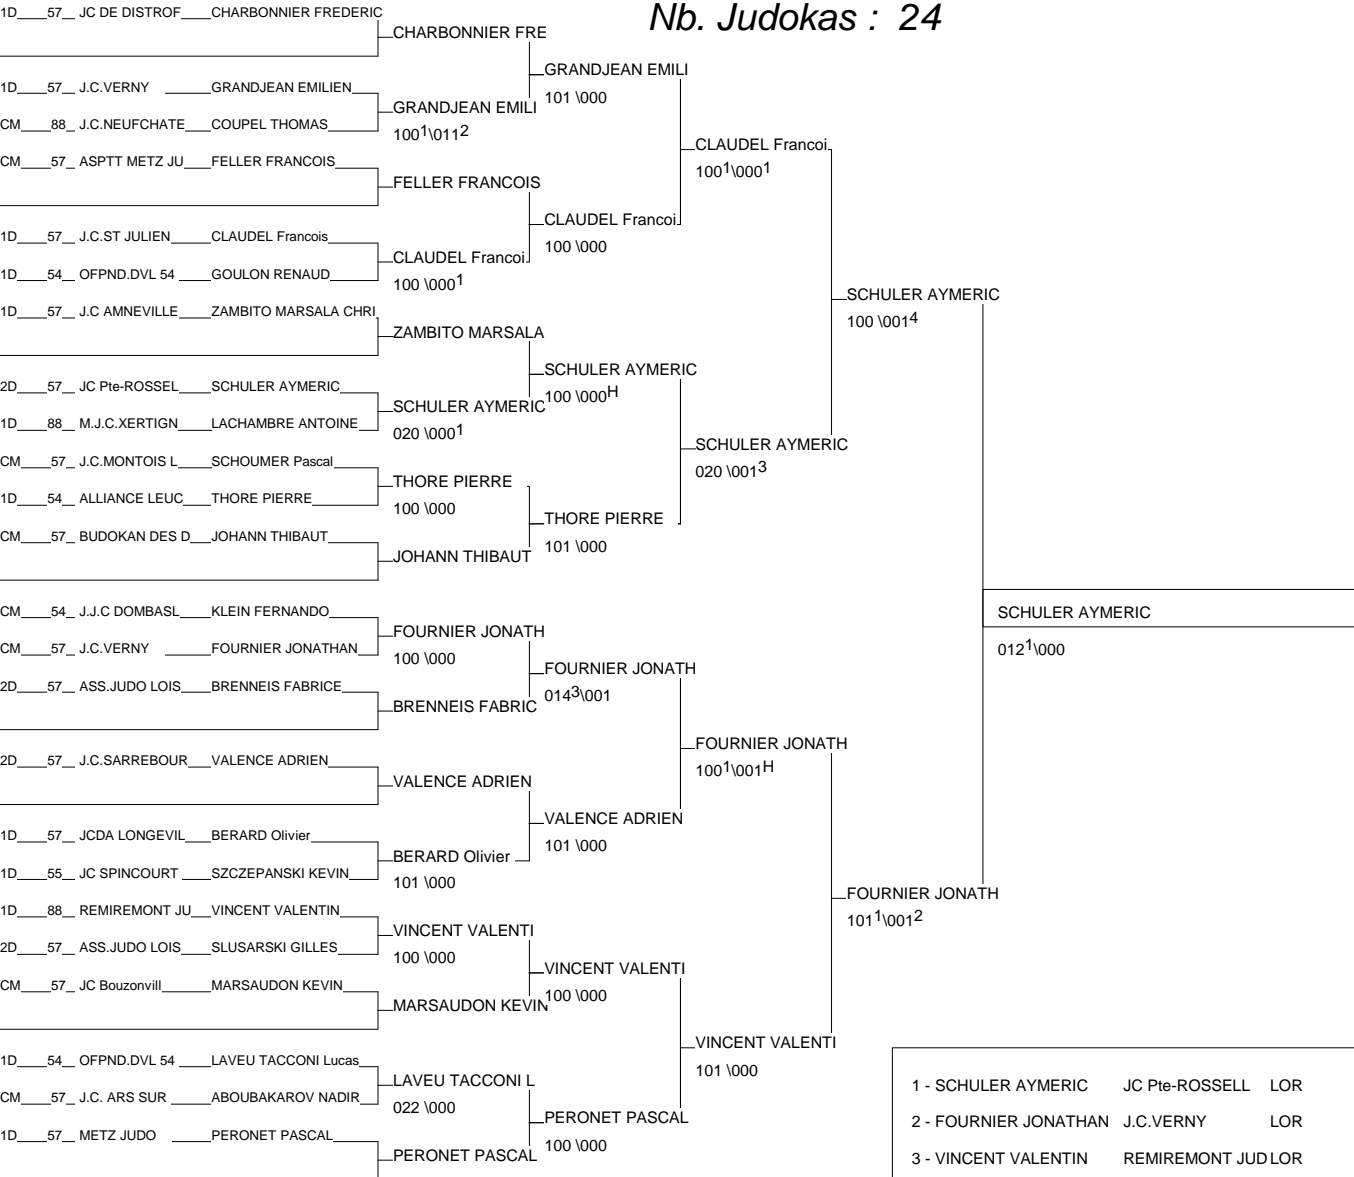 Nb. Judokas : 24
1D 57 JC DE DISTROF CHARBONNIER FREDERIC
1D 57 J.C.VERNY GRANDJEAN EMILIEN
CM 88 J.C.NEUFCHATE COUPEL THOMAS
CM 57 ASPTT METZ JU FELLER FRANCOIS
1D 57 J.C.ST JULIEN CLAUDEL Francois
1D 54 OFPND.DVL 54 GOULON RENAUD
1D 57 J.C AMNEVILLE ZAMBITO MARSALA CHRI
2D 57 JC Pte-ROSSEL SCHULER AYMERIC
1D 88 M.J.C.XERTIGN LACHAMBRE ANTOINE
CM 57 J.C.MONTOIS L SCHOUMER Pascal
1D 54 ALLIANCE LEUC THORE PIERRE
CM 57 BUDOKAN DES D JOHANN THIBAUT
CM 54 J.J.C DOMBASL KLEIN FERNANDO
CM 57 J.C.VERNY FOURNIER JONATHAN
2D 57 ASS.JUDO LOIS BRENNEIS FABRICE
2D 57 J.C.SARREBOUR VALENCE ADRIEN
1D 57 JCDA LONGEVIL BERARD Olivier
1D 55 JC SPINCOURT SZCZEPANSKI KEVIN
1D 88 REMIREMONT JU VINCENT VALENTIN
2D 57 ASS.JUDO LOIS SLUSARSKI GILLES
CM 57 JC Bouzonvill MARSAUDON KEVIN
1D 54 OFPND.DVL 54 LAVEU TACCONI Lucas
CM 57 J.C. ARS SUR ABOUBAKAROV NADIR
1D 57 METZ JUDO PERONET PASCAL
CHARBONNIER FRE
GRANDJEAN EMILI
100¹\011²
FELLER FRANCOIS
CLAUDEL Francoi
100 \000¹
ZAMBITO MARSALA
SCHULER AYMERIC
020 \000¹
THORE PIERRE
100 \000
JOHANN THIBAUT
FOURNIER JONATH
100 \000
BRENNEIS FABRIC
VALENCE ADRIEN
BERARD Olivier
101 \000
VINCENT VALENTI
100 \000
MARSAUDON KEVIN
LAVEU TACCONI L
022 \000
PERONET PASCAL
GRANDJEAN EMILI
101 \000
CLAUDEL Francoi
100 \000
SCHULER AYMERIC
100 \000H
THORE PIERRE
101 \000
FOURNIER JONATH
014³\001
VALENCE ADRIEN
101 \000
VINCENT VALENTI
100 \000
PERONET PASCAL
100 \000
CLAUDEL Francoi
100¹\000¹
SCHULER AYMERIC
020 \001³
FOURNIER JONATH
100¹\001H
VINCENT VALENTI
101 \000
SCHULER AYMERIC
100 \001⁴
FOURNIER JONATH
101¹\001²
SCHULER AYMERIC
012¹\000
1 - SCHULER AYMERIC JC Pte-ROSSELL LOR
2 - FOURNIER JONATHAN J.C.VERNY LOR
3 - VINCENT VALENTIN REMIREMONT JUD LOR